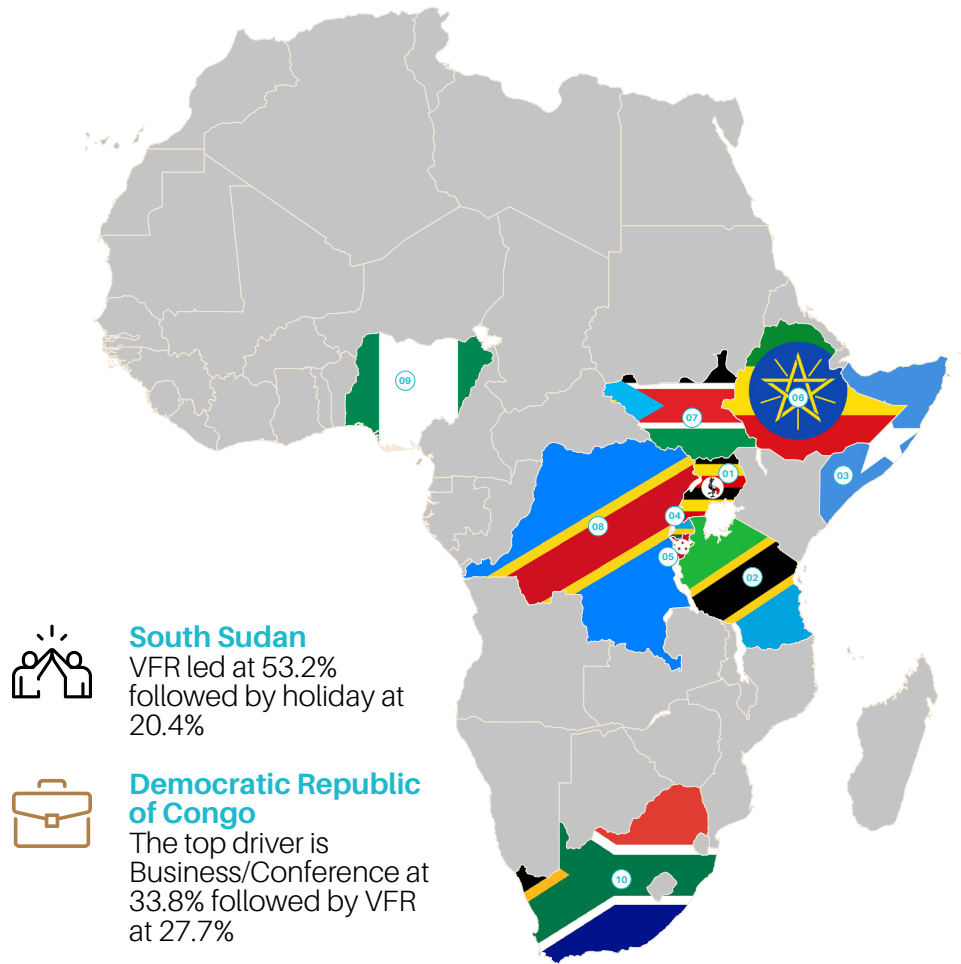 09
06
07
03
01
04
08
05
02
South Sudan
VFR led at 53.2%
followed by holiday at
20.4%
Democratic Republic
of Congo
The top driver is
Business/Conference at
33.8% followed by VFR
at 27.7%
10